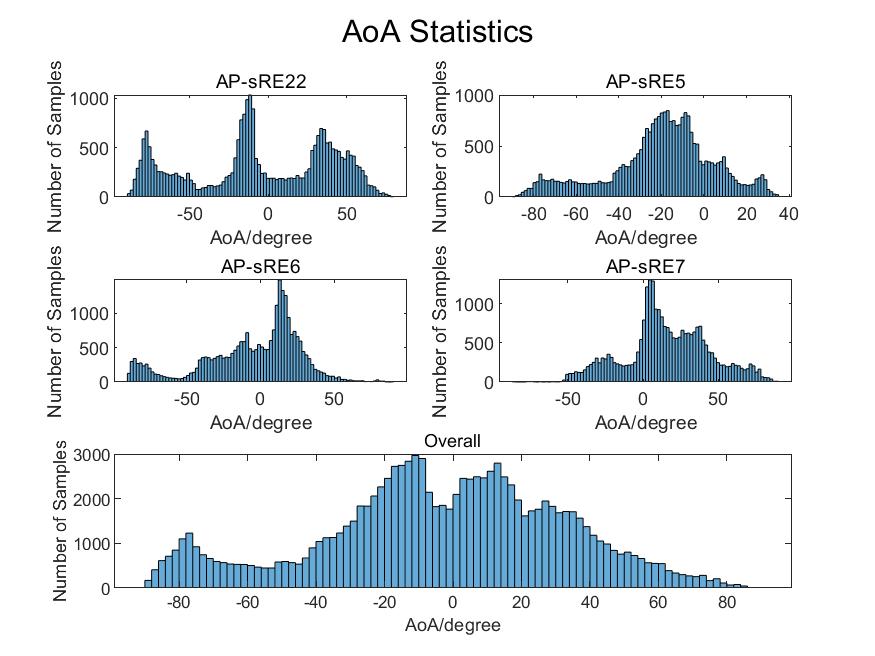 AoA Statistics
AP-sRE22
Number of Samples
1000
500
0
-50 0 50
AoA/degree
AP-sRE5
Number of Samples
1000
500
0
-80 -60 -40 -20 0 20 40
AoA/degree
AP-sRE6
Number of Samples
1000
500
0
-50 0 50
AoA/degree
AP-sRE7
Number of Samples
1000
500
0
-50 0 50
AoA/degree
Overall
Number of Samples
3000
2000
1000
0
-80 -60 -40 -20 0 20 40 60 80
AoA/degree